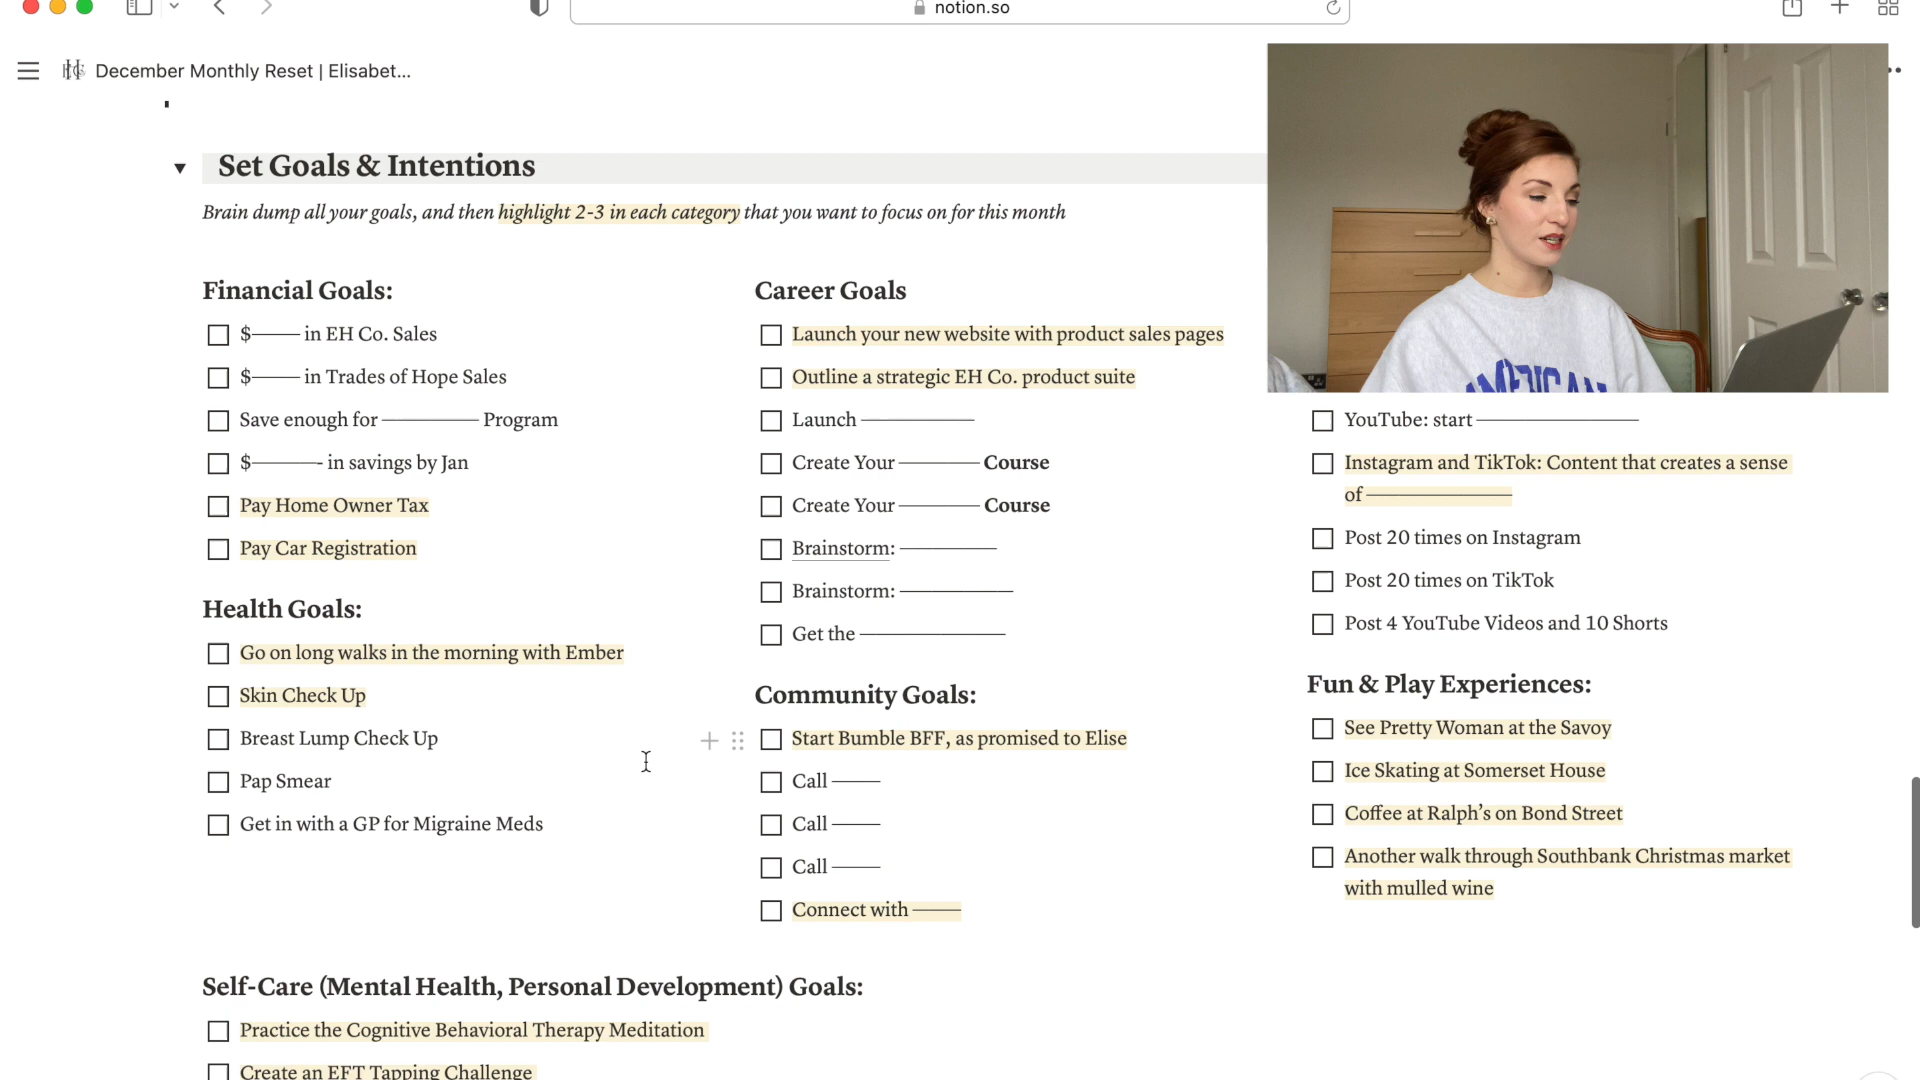 notion.so
December Monthly Reset | Elisabet...
Set Goals & Intentions
Brain dump all your goals, and then highlight 2-3 in each category that you want to focus on for this month
Financial Goals:
$—— in EH Co. Sales
$—— in Trades of Hope Sales
Save enough for ———— Program
$———- in savings by Jan
Pay Home Owner Tax
Pay Car Registration
Health Goals:
Go on long walks in the morning with Ember
Skin Check Up
Breast Lump Check Up
Pap Smear
Get in with a GP for Migraine Meds
Career Goals
Launch your new website with product sales pages
Outline a strategic EH Co. product suite
Launch —————
Create Your ———— Course
Create Your ———— Course
Brainstorm: ————
Brainstorm: —————
Get the ——————
Community Goals:
Start Bumble BFF, as promised to Elise
Call ——
Call ——
Call ——
Connect with ——
YouTube: start ———————
Instagram and TikTok: Content that creates a sense
of ——————
Post 20 times on Instagram
Post 20 times on TikTok
Post 4 YouTube Videos and 10 Shorts
Fun & Play Experiences:
See Pretty Woman at the Savoy
Ice Skating at Somerset House
Coffee at Ralph's on Bond Street
Another walk through Southbank Christmas market
with mulled wine
Self-Care (Mental Health, Personal Development) Goals:
Practice the Cognitive Behavioral Therapy Meditation
Create an EFT Tapping Challenge